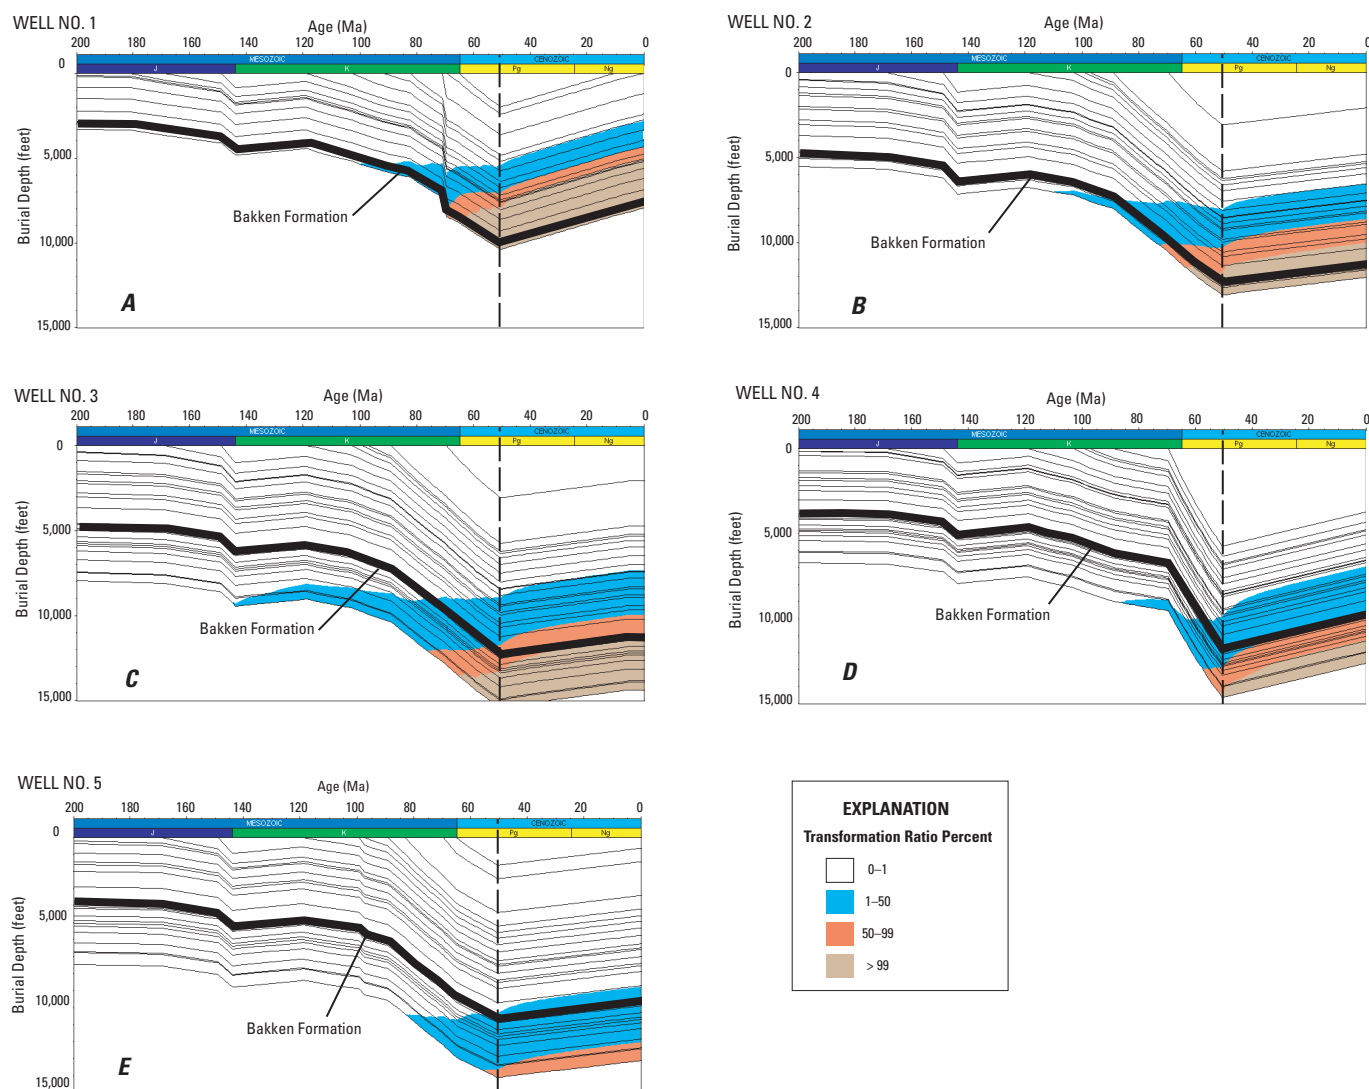 WELL NO. 1
Age (Ma)
200 180 160 140 120 100 80 60 40 20 0
MESOZOIC CENOZOIC
J K Pg Ng
Burial Depth (feet)
0
5,000
10,000
15,000
Bakken Formation
A
WELL NO. 2
Age (Ma)
200 180 160 140 120 100 80 60 40 20 0
MESOZOIC CENOZOIC
J K Pg Ng
Burial Depth (feet)
0
5,000
10,000
15,000
Bakken Formation
B
WELL NO. 3
Age (Ma)
200 180 160 140 120 100 80 60 40 20 0
MESOZOIC CENOZOIC
J K Pg Ng
Burial Depth (feet)
0
5,000
10,000
15,000
Bakken Formation
C
WELL NO. 4
Age (Ma)
200 180 160 140 120 100 80 60 40 20 0
MESOZOIC CENOZOIC
J K Pg Ng
Burial Depth (feet)
0
5,000
10,000
15,000
Bakken Formation
D
WELL NO. 5
Age (Ma)
200 180 160 140 120 100 80 60 40 20 0
MESOZOIC CENOZOIC
J K Pg Ng
Burial Depth (feet)
0
5,000
10,000
15,000
Bakken Formation
E
EXPLANATION
Transformation Ratio Percent
0–1
1–50
50–99
> 99